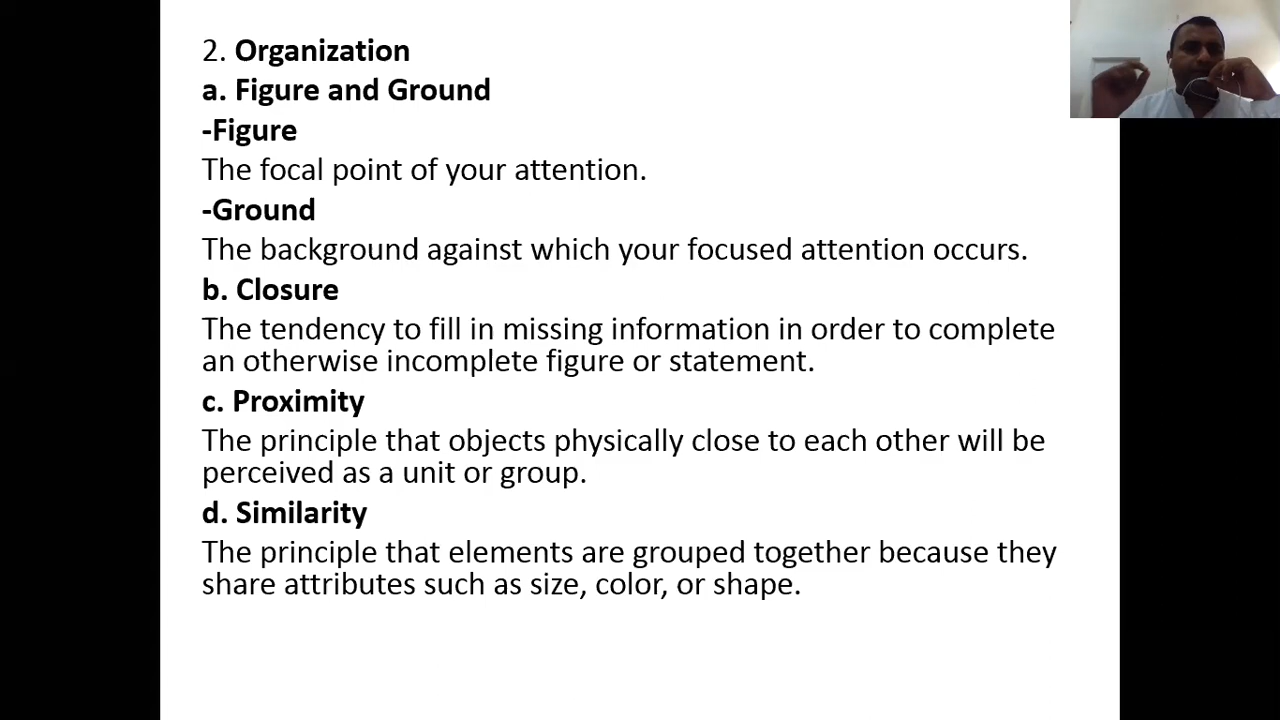 2. Organization
a. Figure and Ground
-Figure
The focal point of your attention.
-Ground
The background against which your focused attention occurs.
b. Closure
The tendency to fill in missing information in order to complete
an otherwise incomplete figure or statement.
c. Proximity
The principle that objects physically close to each other will be
perceived as a unit or group.
d. Similarity
The principle that elements are grouped together because they
share attributes such as size, color, or shape.